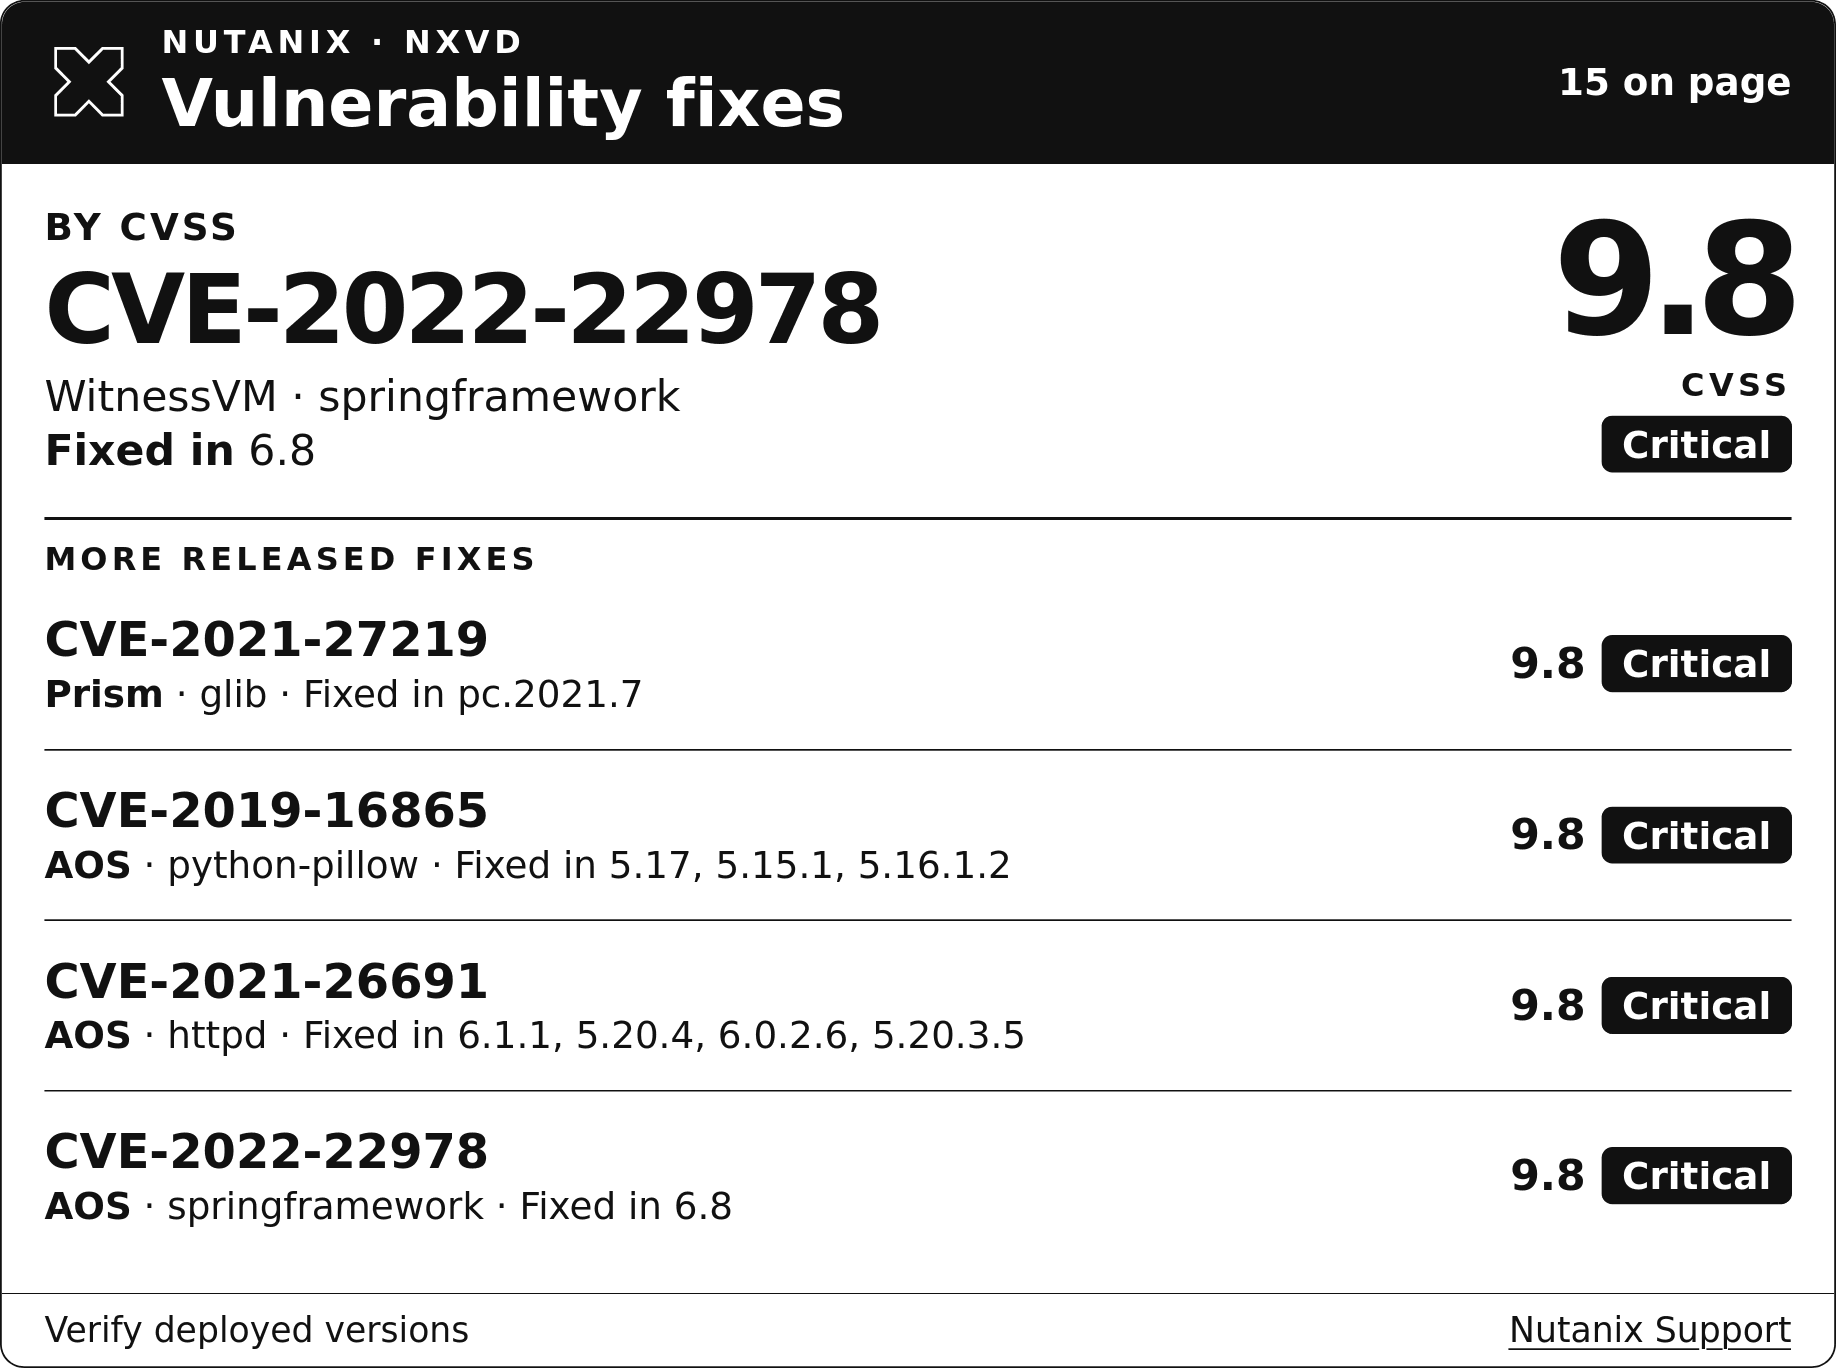 NUTANIX · NXVD
Vulnerability fixes
15 on page
BY CVSS
CVE-2022-22978
WitnessVM · springframework
Fixed in 6.8
9.8
CVSS
Critical
MORE RELEASED FIXES
CVE-2021-27219
Prism · glib · Fixed in pc.2021.7
9.8 Critical
CVE-2019-16865
AOS · python-pillow · Fixed in 5.17, 5.15.1, 5.16.1.2
9.8 Critical
CVE-2021-26691
AOS · httpd · Fixed in 6.1.1, 5.20.4, 6.0.2.6, 5.20.3.5
9.8 Critical
CVE-2022-22978
AOS · springframework · Fixed in 6.8
9.8 Critical
Verify deployed versions
Nutanix Support